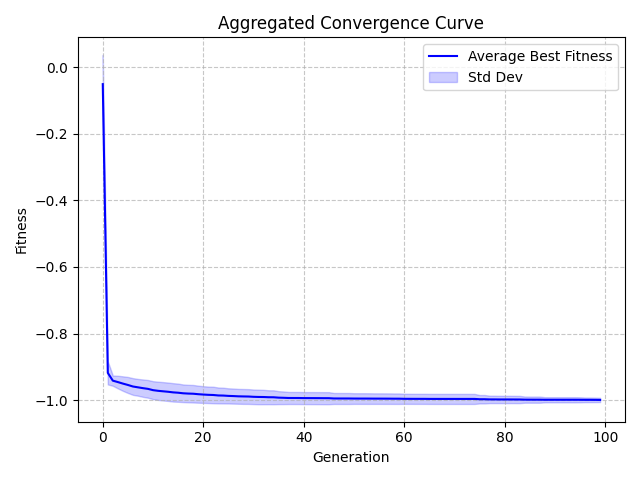 Aggregated Convergence Curve
Average Best Fitness
Std Dev
Fitness
0.0
−0.2
−0.4
−0.6
−0.8
−1.0
0 20 40 60 80 100
Generation